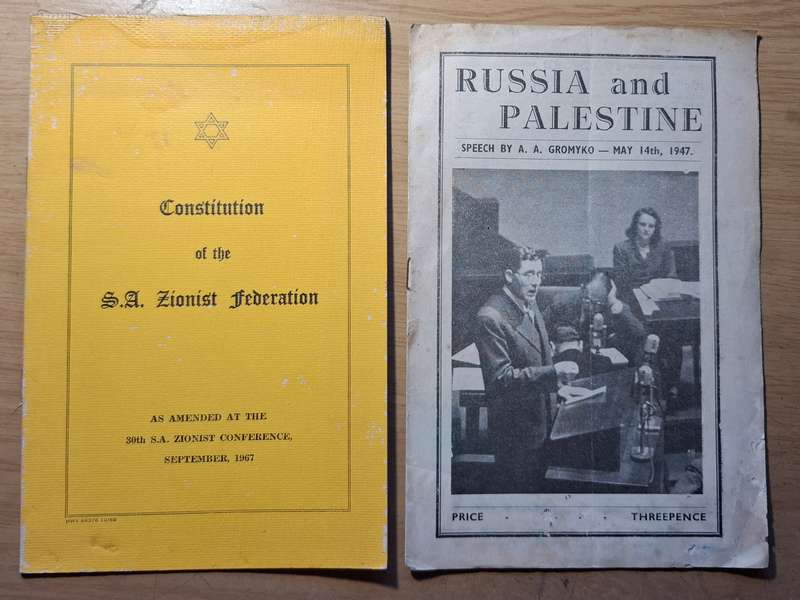 Constitution
of the
S.A. Zionist Federation
AS AMENDED AT THE
30th S.A. ZIONIST CONFERENCE,
SEPTEMBER, 1967
RUSSIA and
PALESTINE
SPEECH BY A. A. GROMYKO — MAY 14th, 1947.
PRICE - - - - - THREEPENCE